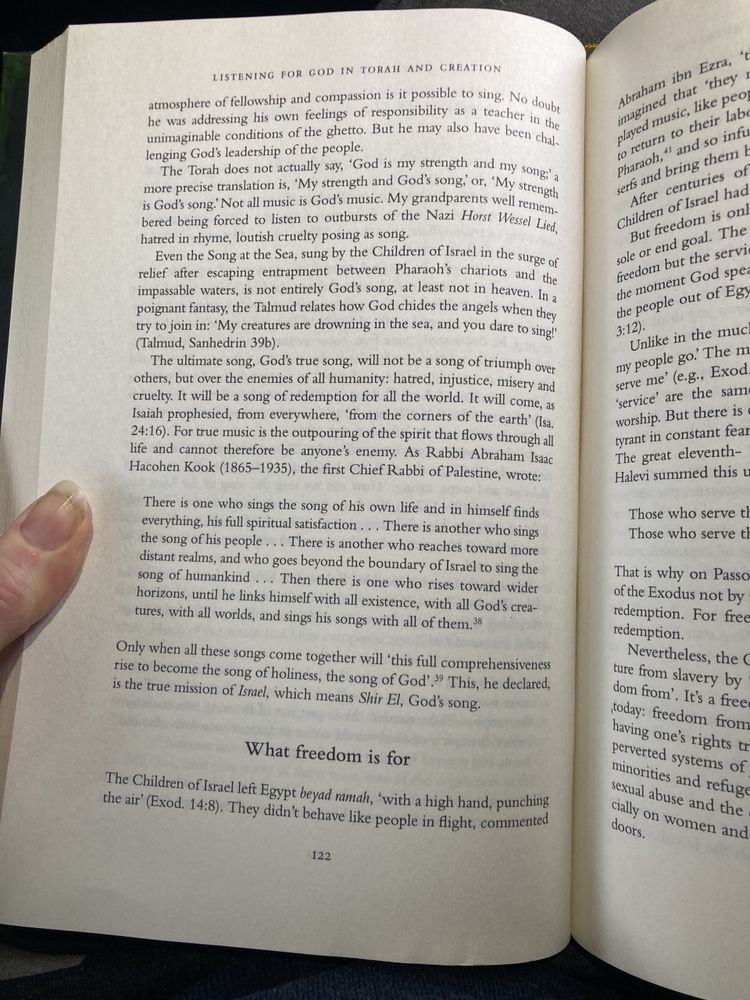 LISTENING FOR GOD IN TORAH AND CREATION
atmosphere of fellowship and compassion is it possible to sing. No doubt
he was addressing his own feelings of responsibility as a teacher in the
unimaginable conditions of the ghetto. But he may also have been chal-
lenging God's leadership of the people.
The Torah does not actually say, 'God is my strength and my song;' a
more precise translation is, 'My strength and God's song,' or, 'My strength
is God's song.' Not all music is God's music. My grandparents well remem-
bered being forced to listen to outbursts of the Nazi Horst Wessel Lied,
hatred in rhyme, loutish cruelty posing as song.
Even the Song at the Sea, sung by the Children of Israel in the surge of
relief after escaping entrapment between Pharaoh's chariots and the
impassable waters, is not entirely God's song, at least not in heaven. In a
poignant fantasy, the Talmud relates how God chides the angels when they
try to join in: 'My creatures are drowning in the sea, and you dare to sing!'
(Talmud, Sanhedrin 39b).
The ultimate song, God's true song, will not be a song of triumph over
others, but over the enemies of all humanity: hatred, injustice, misery and
cruelty. It will be a song of redemption for all the world. It will come, as
Isaiah prophesied, from everywhere, 'from the corners of the earth' (Isa.
24:16). For true music is the outpouring of the spirit that flows through all
life and cannot therefore be anyone's enemy. As Rabbi Abraham Isaac
Hacohen Kook (1865–1935), the first Chief Rabbi of Palestine, wrote:
There is one who sings the song of his own life and in himself finds
everything, his full spiritual satisfaction . . . There is another who sings
the song of his people . . . There is another who reaches toward more
distant realms, and who goes beyond the boundary of Israel to sing the
song of humankind . . . Then there is one who rises toward wider
horizons, until he links himself with all existence, with all God's crea-
tures, with all worlds, and sings his songs with all of them.³⁸
Only when all these songs come together will 'this full comprehensiveness
rise to become the song of holiness, the song of God'.³⁹ This, he declared,
is the true mission of Israel, which means Shir El, God's song.
What freedom is for
The Children of Israel left Egypt beyad ramah, 'with a high hand, punching
the air' (Exod. 14:8). They didn't behave like people in flight, commented
122
Abraham ibn Ezra,
imagined that 'they
played music, like
to return to their
Pharaoh,⁴¹ and so
serfs and bring them
After centuries of
Children of Israel had
But freedom is
sole or end goal. The
freedom but the
the moment God
the people out of
3:12).
Unlike in the
my people go.' The
serve me' (e.g., Exod.
'service' are the
worship. But there is
tyrant in constant
The great eleventh-
Halevi summed this
Those who serve
Those who serve
That is why on
of the Exodus not by
redemption. For
redemption.
Nevertheless, the
ture from slavery by
dom from'. It's a
today: freedom from
having one's rights
perverted systems of
minorities and
sexual abuse and the
cially on women and
doors.